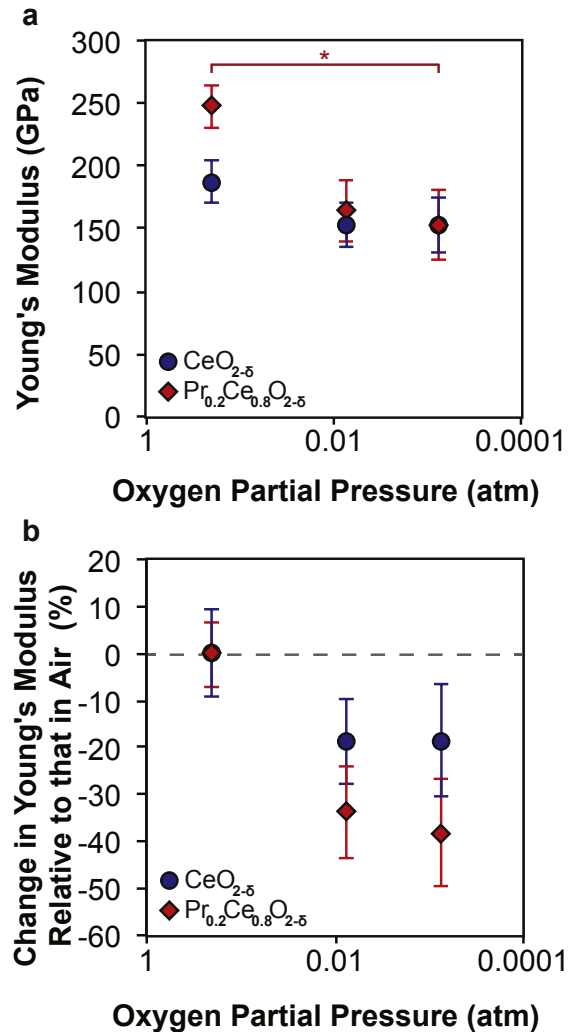 a
Young's Modulus (GPa)
300
250
200
150
100
50
0
*
CeO2-δ
Pr0.2Ce0.8O2-δ
1
0.01
0.0001
Oxygen Partial Pressure (atm)
b
Change in Young's Modulus
Relative to that in Air (%)
20
10
0
-10
-20
-30
-40
-50
-60
CeO2-δ
Pr0.2Ce0.8O2-δ
1
0.01
0.0001
Oxygen Partial Pressure (atm)